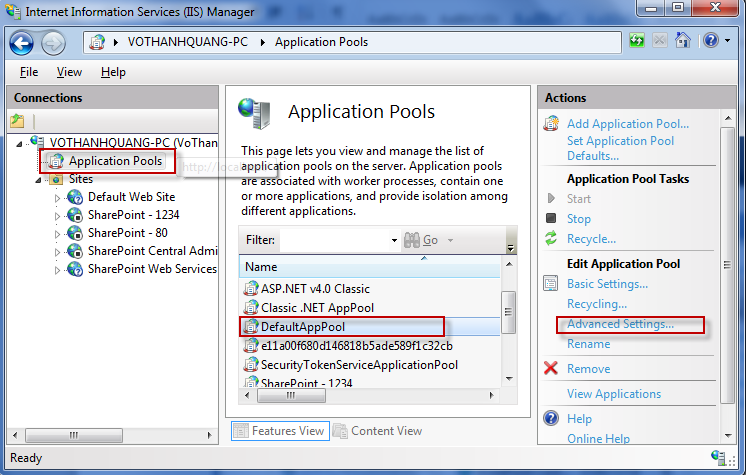 Internet Information Services (IIS) Manager
VOTHANHQUANG-PC
Application Pools
File View Help
Connections
VOTHANHQUANG-PC (VoThan
Application Pools
Sites
Default Web Site
SharePoint - 1234
SharePoint - 80
SharePoint Central Admi
SharePoint Web Services
Application Pools
This page lets you view and manage the list of
application pools on the server. Application pools
are associated with worker processes, contain one
or more applications, and provide isolation among
different applications.
Filter: Go
Name
ASP.NET v4.0 Classic
Classic .NET AppPool
DefaultAppPool
e11a00f680d146818b5ade589f1c32cb
SecurityTokenServiceApplicationPool
SharePoint - 1234
Features View Content View
Actions
Add Application Pool...
Set Application Pool
Defaults...
Application Pool Tasks
Start
Stop
Recycle...
Edit Application Pool
Basic Settings...
Recycling...
Advanced Settings...
Rename
Remove
View Applications
Help
Online Help
Ready